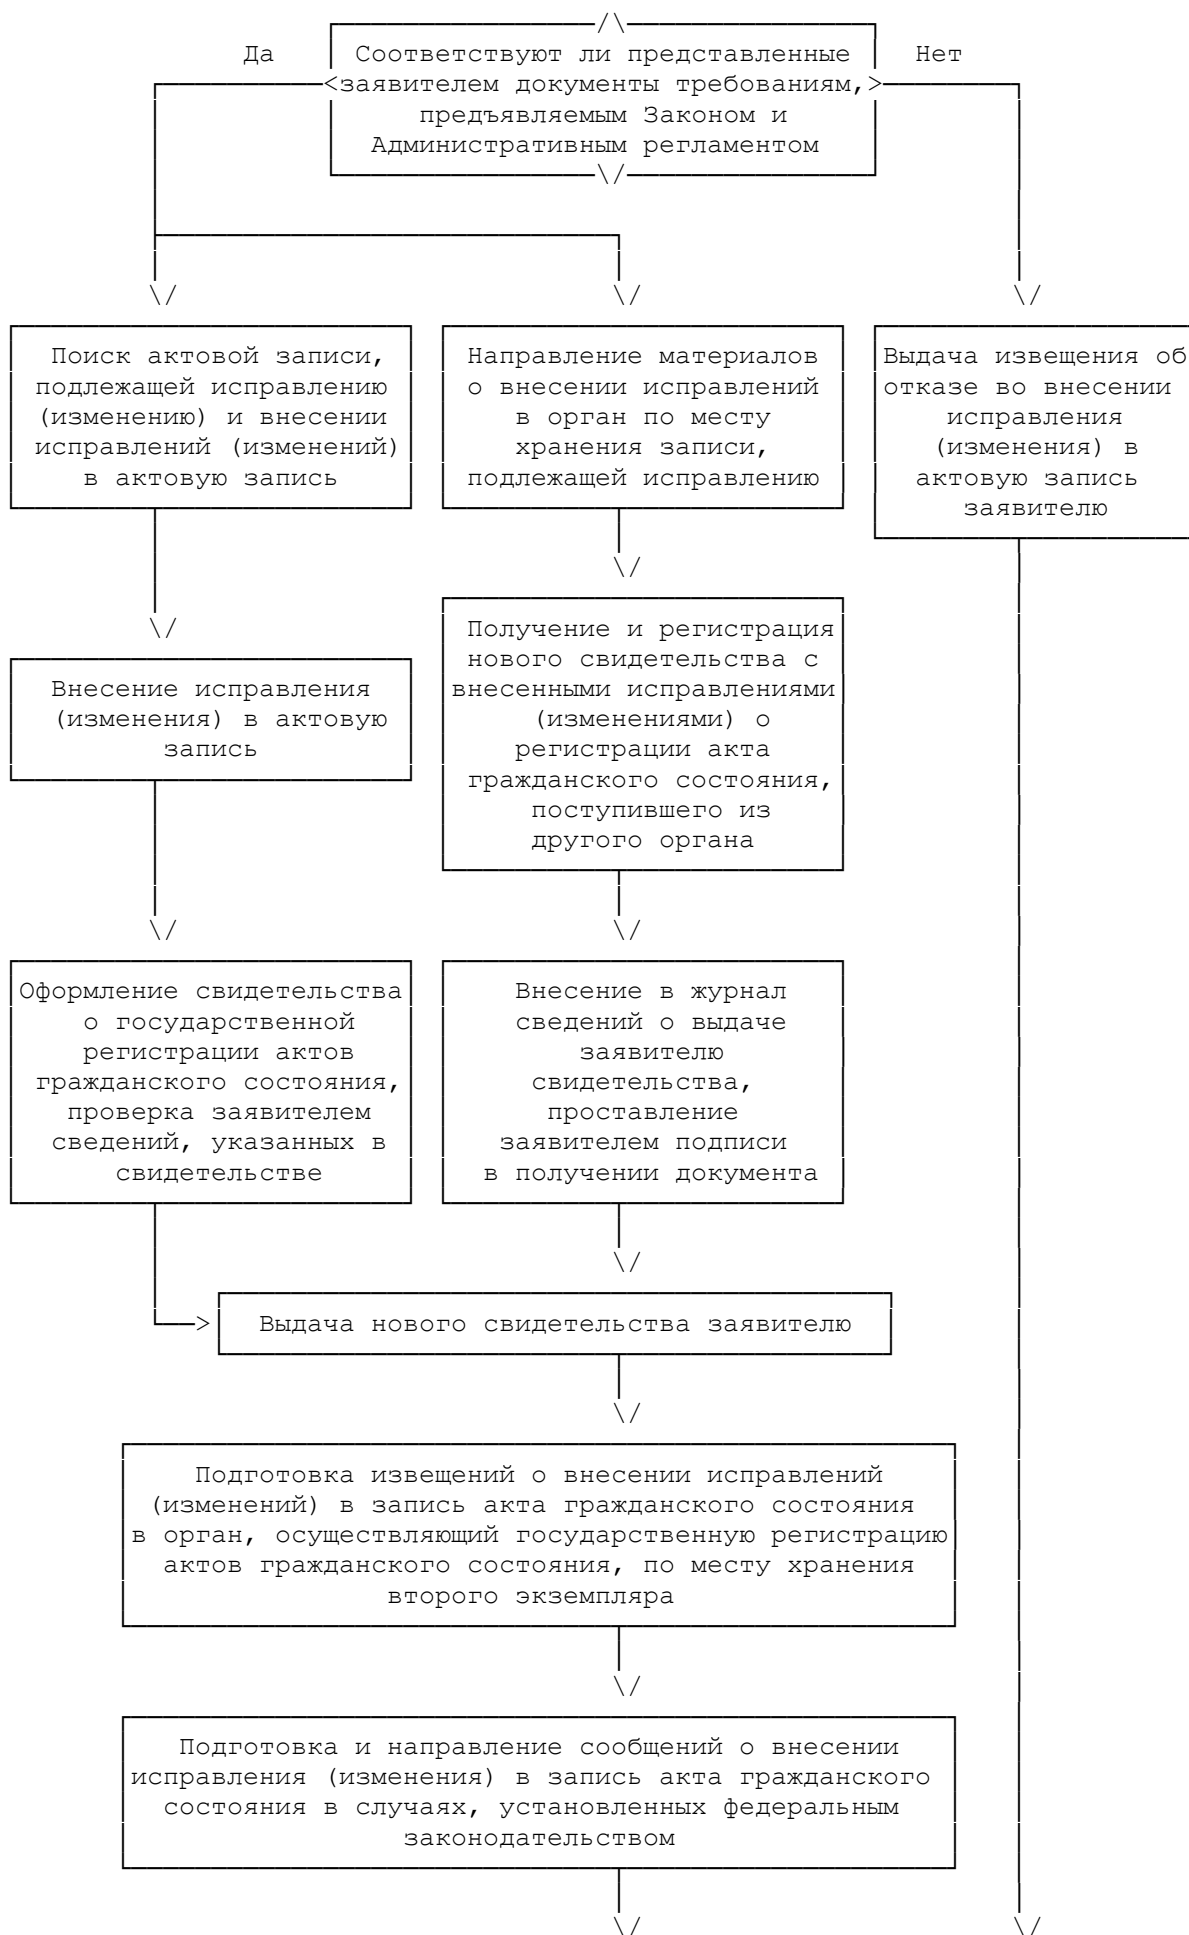 Да
Соответствуют ли представленные
заявителем документы требованиям,
предъявляемым Законом и
Административным регламентом
Нет
Поиск актовой записи,
подлежащей исправлению
(изменению) и внесении
исправлений (изменений)
в актовую запись
Направление материалов
о внесении исправлений
в орган по месту
хранения записи,
подлежащей исправлению
Выдача извещения об
отказе во внесении
исправления
(изменения) в
актовую запись
заявителю
Внесение исправления
(изменения) в актовую
запись
Получение и регистрация
нового свидетельства с
внесенными исправлениями
(изменениями) о
регистрации акта
гражданского состояния,
поступившего из
другого органа
Оформление свидетельства
о государственной
регистрации актов
гражданского состояния,
проверка заявителем
сведений, указанных в
свидетельстве
Внесение в журнал
сведений о выдаче
заявителю
свидетельства,
проставление
заявителем подписи
в получении документа
Выдача нового свидетельства заявителю
Подготовка извещений о внесении исправлений
(изменений) в запись акта гражданского состояния
в орган, осуществляющий государственную регистрацию
актов гражданского состояния, по месту хранения
второго экземпляра
Подготовка и направление сообщений о внесении
исправления (изменения) в запись акта гражданского
состояния в случаях, установленных федеральным
законодательством